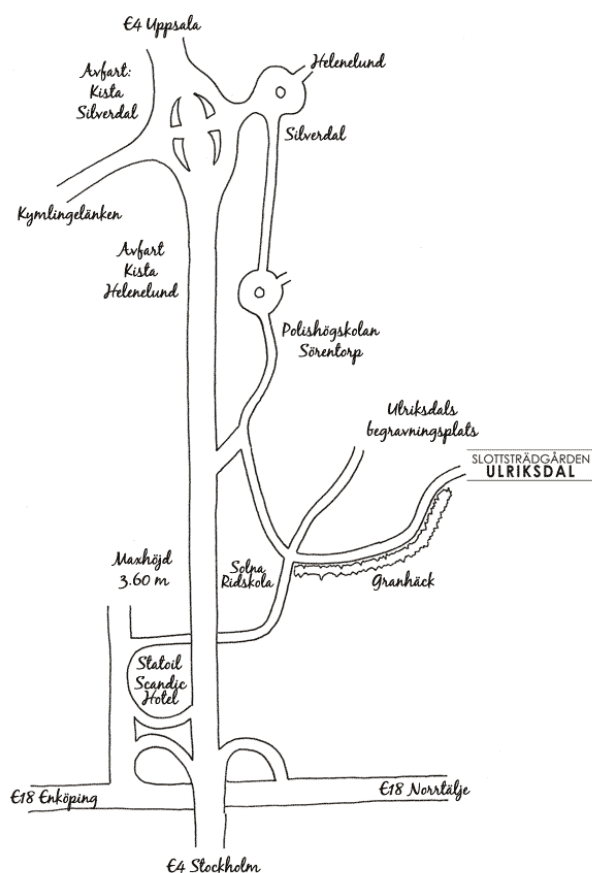 E4 Uppsala
Avfart:
Kista
Silverdal
Helenelund
Silverdal
Kymlingelänken
Avfart
Kista
Helenelund
Polishögskolan
Sörentorp
Ulriksdals
begravningsplats
SLOTTSTRÄDGÅRDEN
ULRIKSDAL
Maxhöjd
3.60 m
Solna
Ridskola
Granhäck
Statoil
Scandic
Hotel
E18 Enköping
E18 Norrtälje
E4 Stockholm